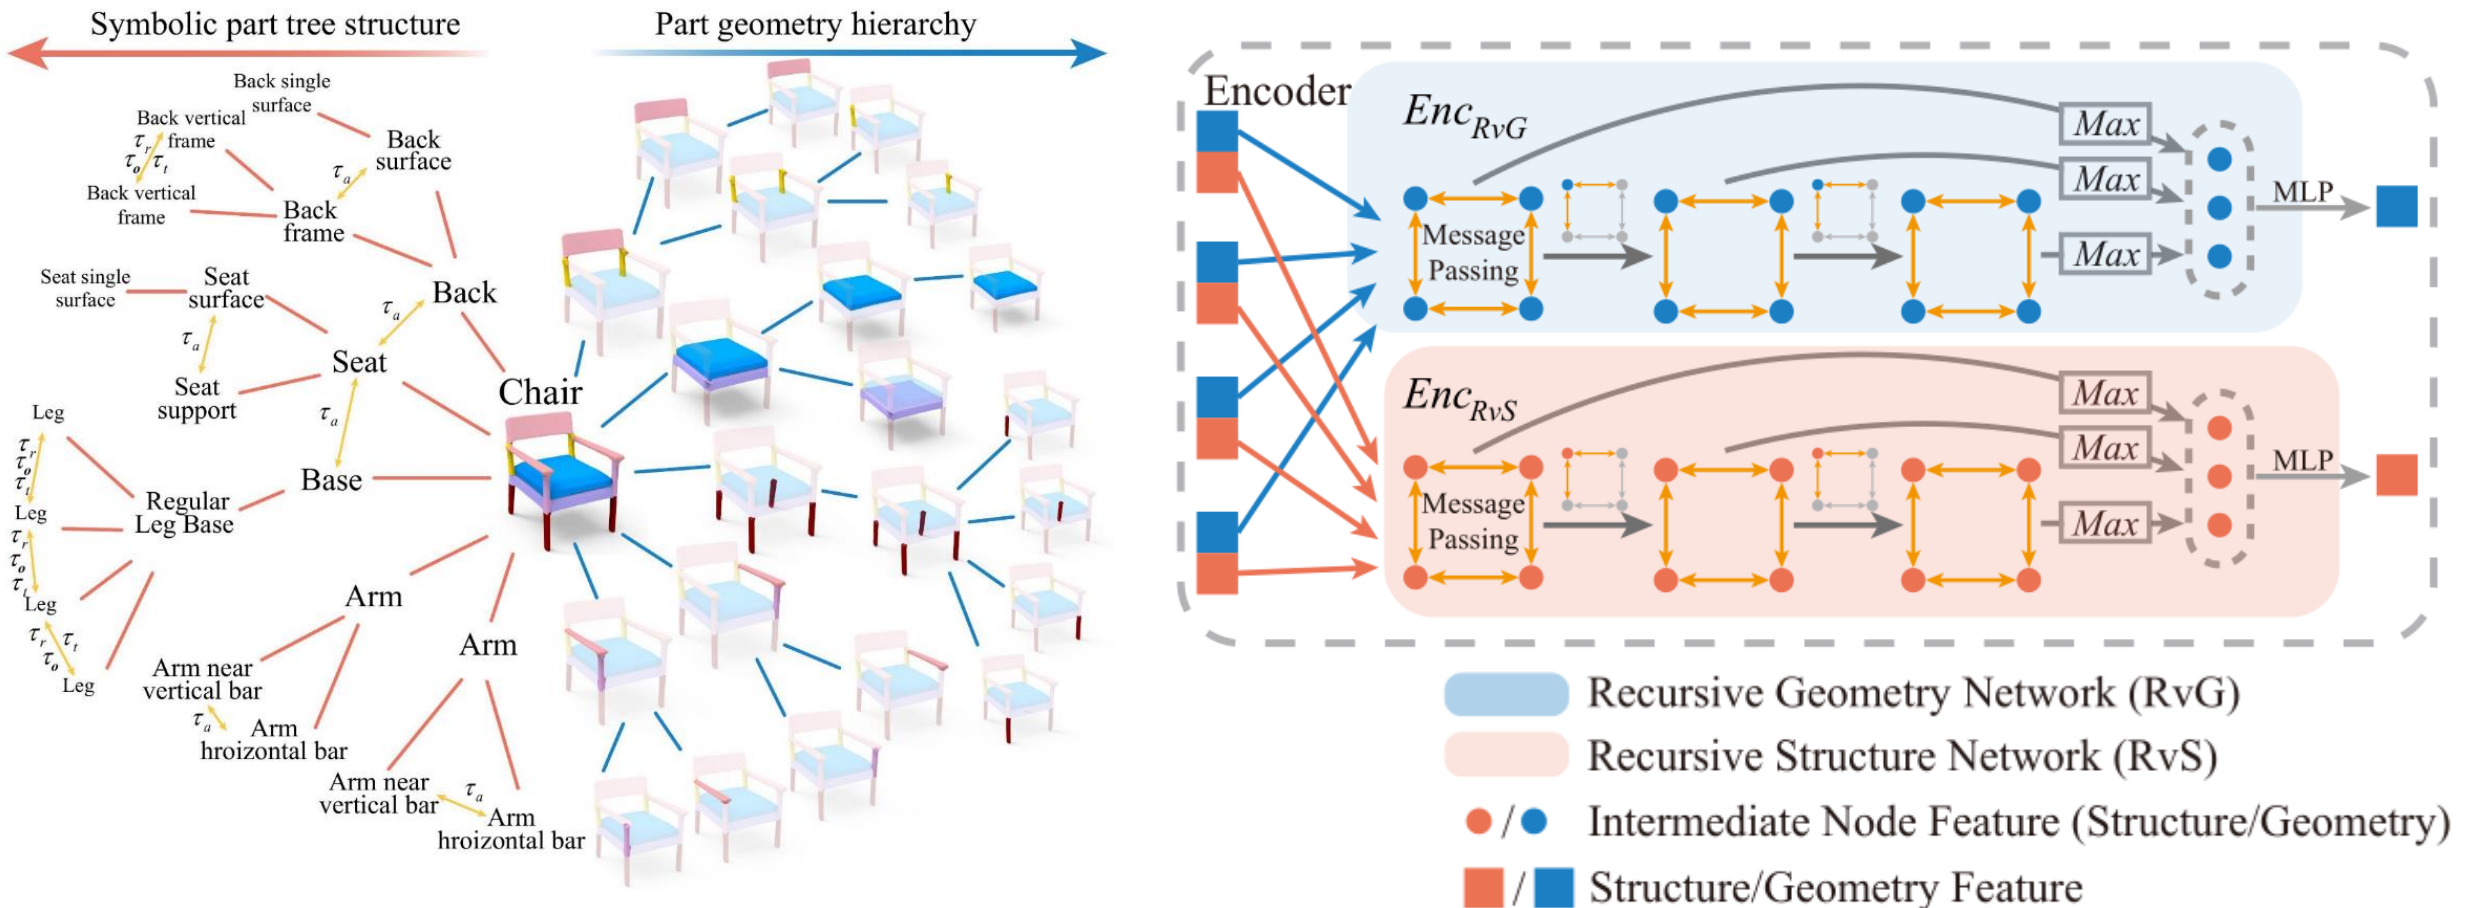 Symbolic part tree structure
Part geometry hierarchy
Back single
surface
Back vertical
frame
τr
τo τt
Back vertical
frame
Back
surface
τa
Back
frame
Seat single
surface
Seat
surface
τa
Back
τa
Seat
Seat
support
τa
Chair
Leg
τr
τo
τt
Leg
τr
τo
τt
Leg
τr τt
τo
Leg
Regular
Leg Base
Base
Arm
Arm
Arm near
vertical bar
τa
Arm
hroizontal bar
Arm near
vertical bar
τa
Arm
hroizontal bar
Encoder
EncRvG
Message
Passing
Max
Max
Max
MLP
EncRvS
Message
Passing
Max
Max
Max
MLP
Recursive Geometry Network (RvG)
Recursive Structure Network (RvS)
/ Intermediate Node Feature (Structure/Geometry)
/ Structure/Geometry Feature